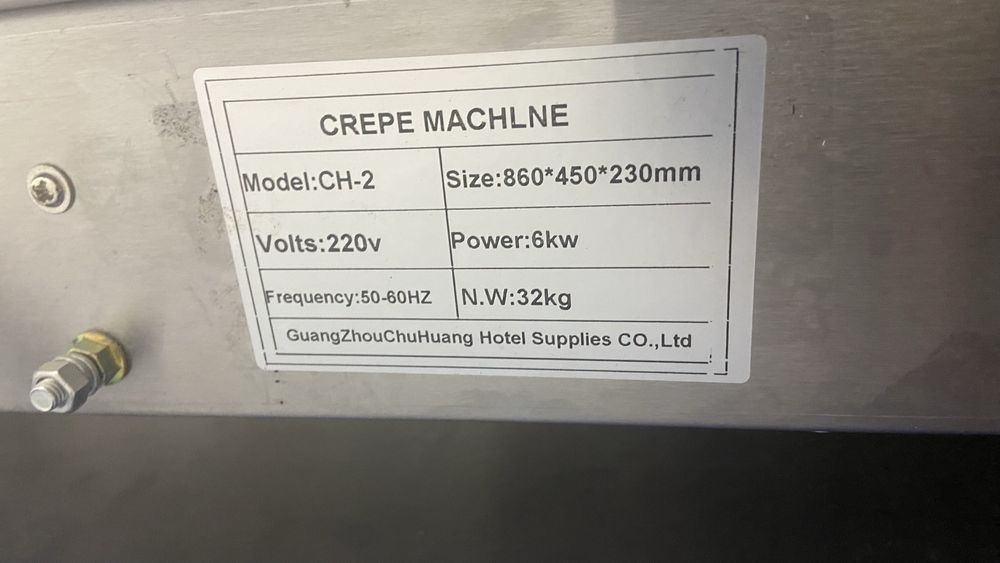 CREPE MACHLNE
Model:CH-2
Size:860*450*230mm
Volts:220v
Power:6kw
Frequency:50-60HZ
N.W:32kg
GuangZhouChuHuang Hotel Supplies CO.,Ltd